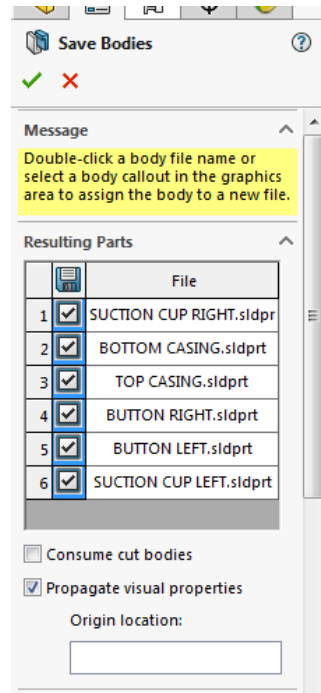 Save Bodies
Message
Double-click a body file name or
select a body callout in the graphics
area to assign the body to a new file.
Resulting Parts
File
1 SUCTION CUP RIGHT.sldpr
2 BOTTOM CASING.sldprt
3 TOP CASING.sldprt
4 BUTTON RIGHT.sldprt
5 BUTTON LEFT.sldprt
6 SUCTION CUP LEFT.sldprt
Consume cut bodies
Propagate visual properties
Origin location: